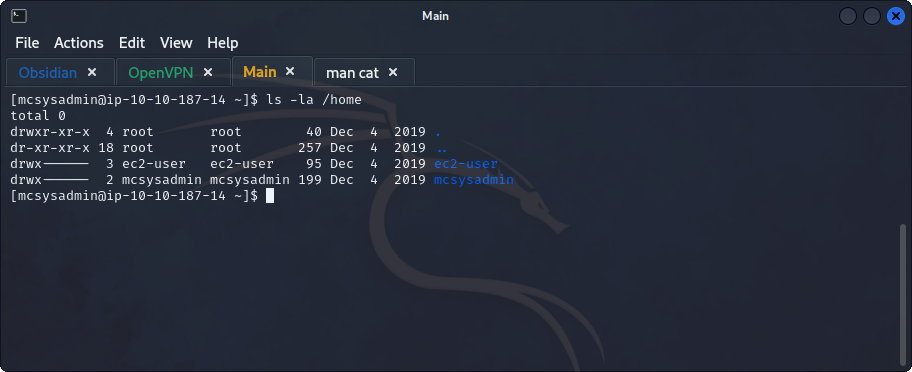 Main
File Actions Edit View Help
Obsidian × OpenVPN × Main × man cat ×
[mcsysadmin@ip-10-10-187-14 ~]$ ls -la /home
total 0
drwxr-xr-x  4 root       root        40 Dec  4  2019 .
dr-xr-xr-x 18 root       root       257 Dec  4  2019 ..
drwx------  3 ec2-user   ec2-user    95 Dec  4  2019 ec2-user
drwx------  2 mcsysadmin mcsysadmin 199 Dec  4  2019 mcsysadmin
[mcsysadmin@ip-10-10-187-14 ~]$